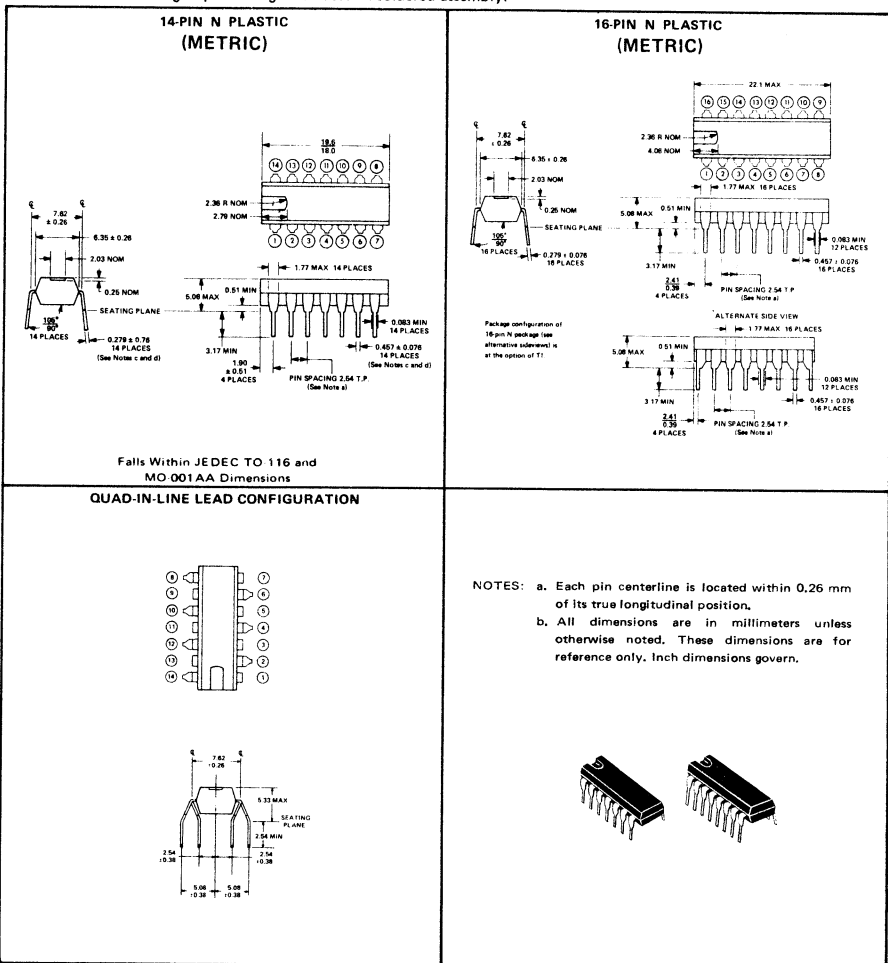 14-PIN N PLASTIC
(METRIC)
℄
℄
7.62
± 0.26
6.35 ± 0.26
2.03 NOM
0.25 NOM
SEATING PLANE
105°
90°
14 PLACES
0.279 ± 0.76
14 PLACES
(See Notes c and d)
19.6
18.0
14 13 12 11 10 9 8
2.36 R NOM
2.79 NOM
1 2 3 4 5 6 7
1.77 MAX 14 PLACES
0.51 MIN
5.08 MAX
3.17 MIN
1.90
± 0.51
4 PLACES
PIN SPACING 2.54 T.P.
(See Note a)
0.083 MIN
14 PLACES
0.457 ± 0.076
14 PLACES
(See Notes c and d)
Falls Within JEDEC TO-116 and
MO-001AA Dimensions
16-PIN N PLASTIC
(METRIC)
℄
℄
7.62
± 0.26
6.35 ± 0.26
2.03 NOM
0.25 NOM
SEATING PLANE
105°
90°
16 PLACES
0.279 ± 0.076
16 PLACES
22.1 MAX
16 15 14 13 12 11 10 9
2.36 R NOM
4.06 NOM
1 2 3 4 5 6 7 8
1.77 MAX 16 PLACES
5.08 MAX
0.51 MIN
3.17 MIN
0.083 MIN
12 PLACES
0.457 ± 0.076
16 PLACES
2.41
0.39
4 PLACES
PIN SPACING 2.54 T.P.
(See Note a)
Package configuration of
16-pin N package (see
alternative sideviews) is
at the option of TI
ALTERNATE SIDE VIEW
1.77 MAX 16 PLACES
5.08 MAX
0.51 MIN
3.17 MIN
0.083 MIN
12 PLACES
0.457 ± 0.076
16 PLACES
2.41
0.39
4 PLACES
PIN SPACING 2.54 T.P.
(See Note a)
QUAD-IN-LINE LEAD CONFIGURATION
8 7
9 6
10 5
11 4
12 3
13 2
14 1
℄
℄
7.62
±0.26
5.33 MAX
SEATING
PLANE
2.54 MIN
2.54
±0.38
2.54
±0.38
5.08
±0.38
5.08
±0.38
NOTES: a. Each pin centerline is located within 0.26 mm
of its true longitudinal position.
b. All dimensions are in millimeters unless
otherwise noted. These dimensions are for
reference only. Inch dimensions govern.